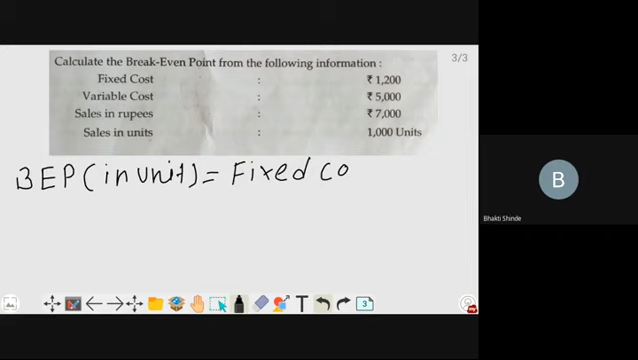 Calculate the Break-Even Point from the following information :
3/3
Fixed Cost : ₹ 1,200
Variable Cost : ₹ 5,000
Sales in rupees : ₹ 7,000
Sales in units : 1,000 Units
BEP (in unit) = Fixed Co
B
Bhakti Shinde
T
3